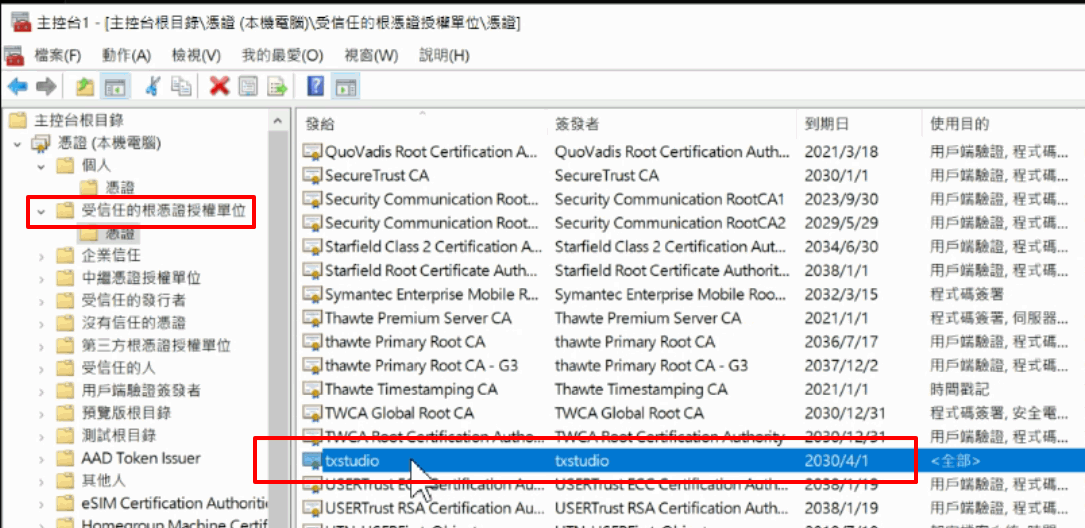 主控台1 - [主控台根目錄\憑證 (本機電腦)\受信任的根憑證授權單位\憑證]
檔案(F) 動作(A) 檢視(V) 我的最愛(O) 視窗(W) 說明(H)
主控台根目錄
憑證 (本機電腦)
個人
憑證
受信任的根憑證授權單位
憑證
企業信任
中繼憑證授權單位
受信任的發行者
沒有信任的憑證
第三方根憑證授權單位
受信任的人
用戶端驗證簽發者
預覽版根目錄
測試根目錄
AAD Token Issuer
其他人
eSIM Certification Authoritie
Homegroup Machine Certif
發給 簽發者 到期日 使用目的
QuoVadis Root Certification A... QuoVadis Root Certification Auth... 2021/3/18 用戶端驗證, 程式碼...
SecureTrust CA SecureTrust CA 2030/1/1 用戶端驗證, 程式碼...
Security Communication Root... Security Communication RootCA1 2023/9/30 用戶端驗證, 程式碼...
Security Communication Root... Security Communication RootCA2 2029/5/29 用戶端驗證, 程式碼...
Starfield Class 2 Certification A... Starfield Class 2 Certification Aut... 2034/6/30 用戶端驗證, 程式碼...
Starfield Root Certificate Auth... Starfield Root Certificate Authorit... 2038/1/1 用戶端驗證, 程式碼...
Symantec Enterprise Mobile R... Symantec Enterprise Mobile Roo... 2032/3/15 程式碼簽署
Thawte Premium Server CA Thawte Premium Server CA 2021/1/1 程式碼簽署, 伺服器...
thawte Primary Root CA thawte Primary Root CA 2036/7/17 用戶端驗證, 程式碼...
thawte Primary Root CA - G3 thawte Primary Root CA - G3 2037/12/2 用戶端驗證, 程式碼...
Thawte Timestamping CA Thawte Timestamping CA 2021/1/1 時間戳記
TWCA Global Root CA TWCA Global Root CA 2030/12/31 程式碼簽署, 安全電...
TWCA Root Certification Autho... TWCA Root Certification Authority 2030/12/31 用戶端驗證, 程式碼...
txstudio txstudio 2030/4/1 <全部>
USERTrust ECC Certification Au... USERTrust ECC Certification Auth... 2038/1/19 用戶端驗證, 程式碼...
USERTrust RSA Certification Au... USERTrust RSA Certification Auth... 2038/1/19 用戶端驗證, 程式碼...